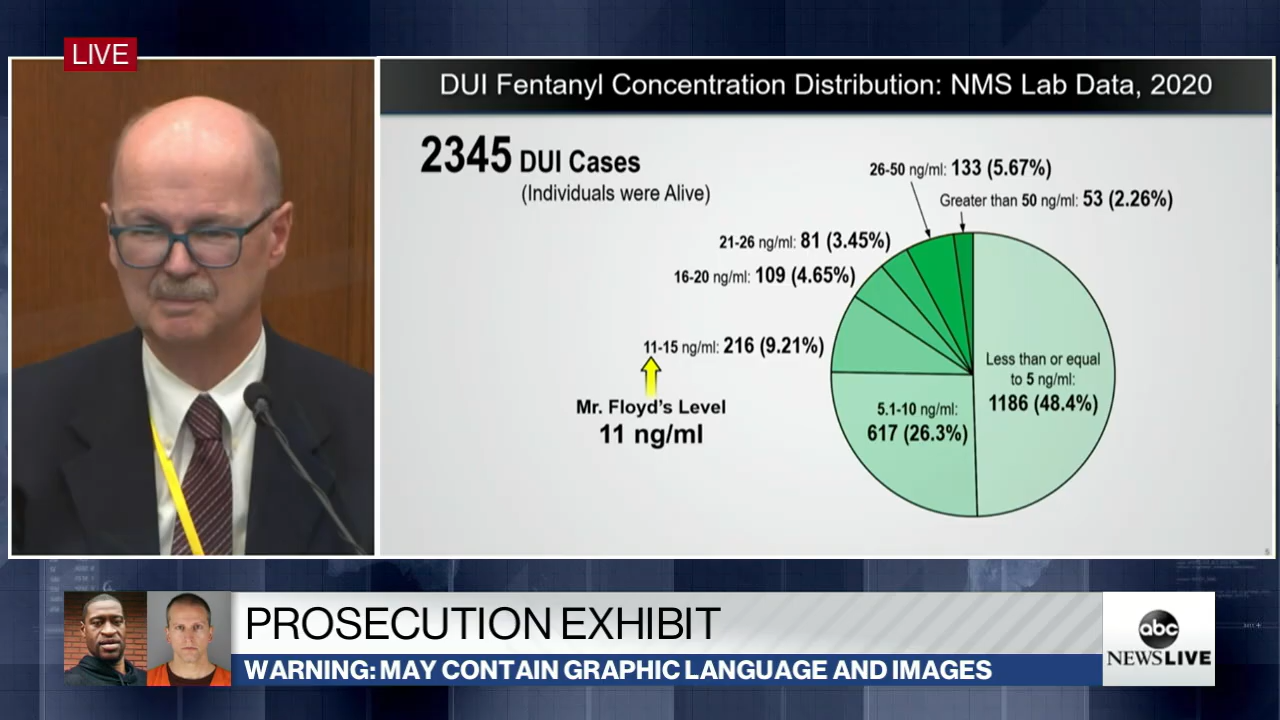 LIVE
DUI Fentanyl Concentration Distribution: NMS Lab Data, 2020
2345 DUI Cases
(Individuals were Alive)
26-50 ng/ml: 133 (5.67%)
Greater than 50 ng/ml: 53 (2.26%)
21-26 ng/ml: 81 (3.45%)
16-20 ng/ml: 109 (4.65%)
11-15 ng/ml: 216 (9.21%)
Mr. Floyd's Level
11 ng/ml
Less than or equal
to 5 ng/ml:
1186 (48.4%)
5.1-10 ng/ml:
617 (26.3%)
PROSECUTION EXHIBIT
WARNING: MAY CONTAIN GRAPHIC LANGUAGE AND IMAGES
abc
NEWS LIVE